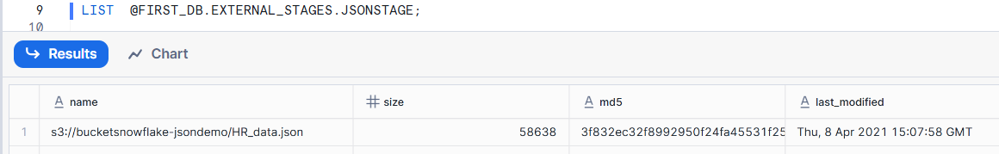 9 LIST @FIRST_DB.EXTERNAL_STAGES.JSONSTAGE;
10
Results Chart
name size md5 last_modified
1 s3://bucketsnowflake-jsondemo/HR_data.json 58638 3f832ec32f8992950f24fa45531f25 Thu, 8 Apr 2021 15:07:58 GMT